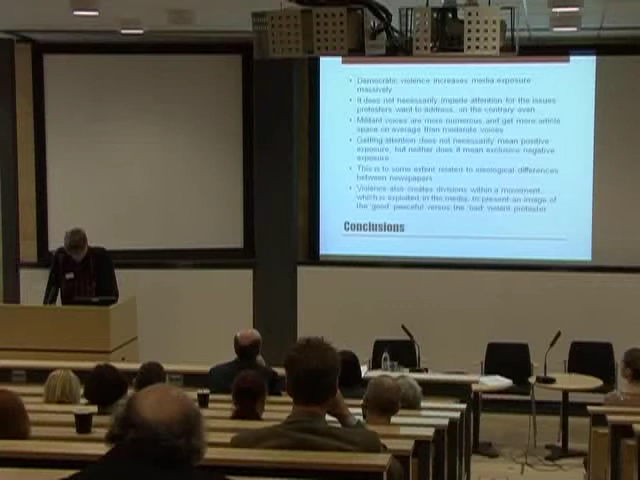 • Democratic violence increases media exposure
massively
• It does not necessarily impede attention for the issues
protesters want to address, on the contrary even
• Militant voices are more numerous and get more article
space on average than moderate voices
• Getting attention does not necessarily mean positive
exposure, but neither does it mean exclusive negative
exposure
• This is to some extent related to ideological differences
between newspapers
• Violence also creates divisions within a movement..
which is exploited in the media, to present an image of
the 'good' peaceful versus the 'bad' violent protester
Conclusions